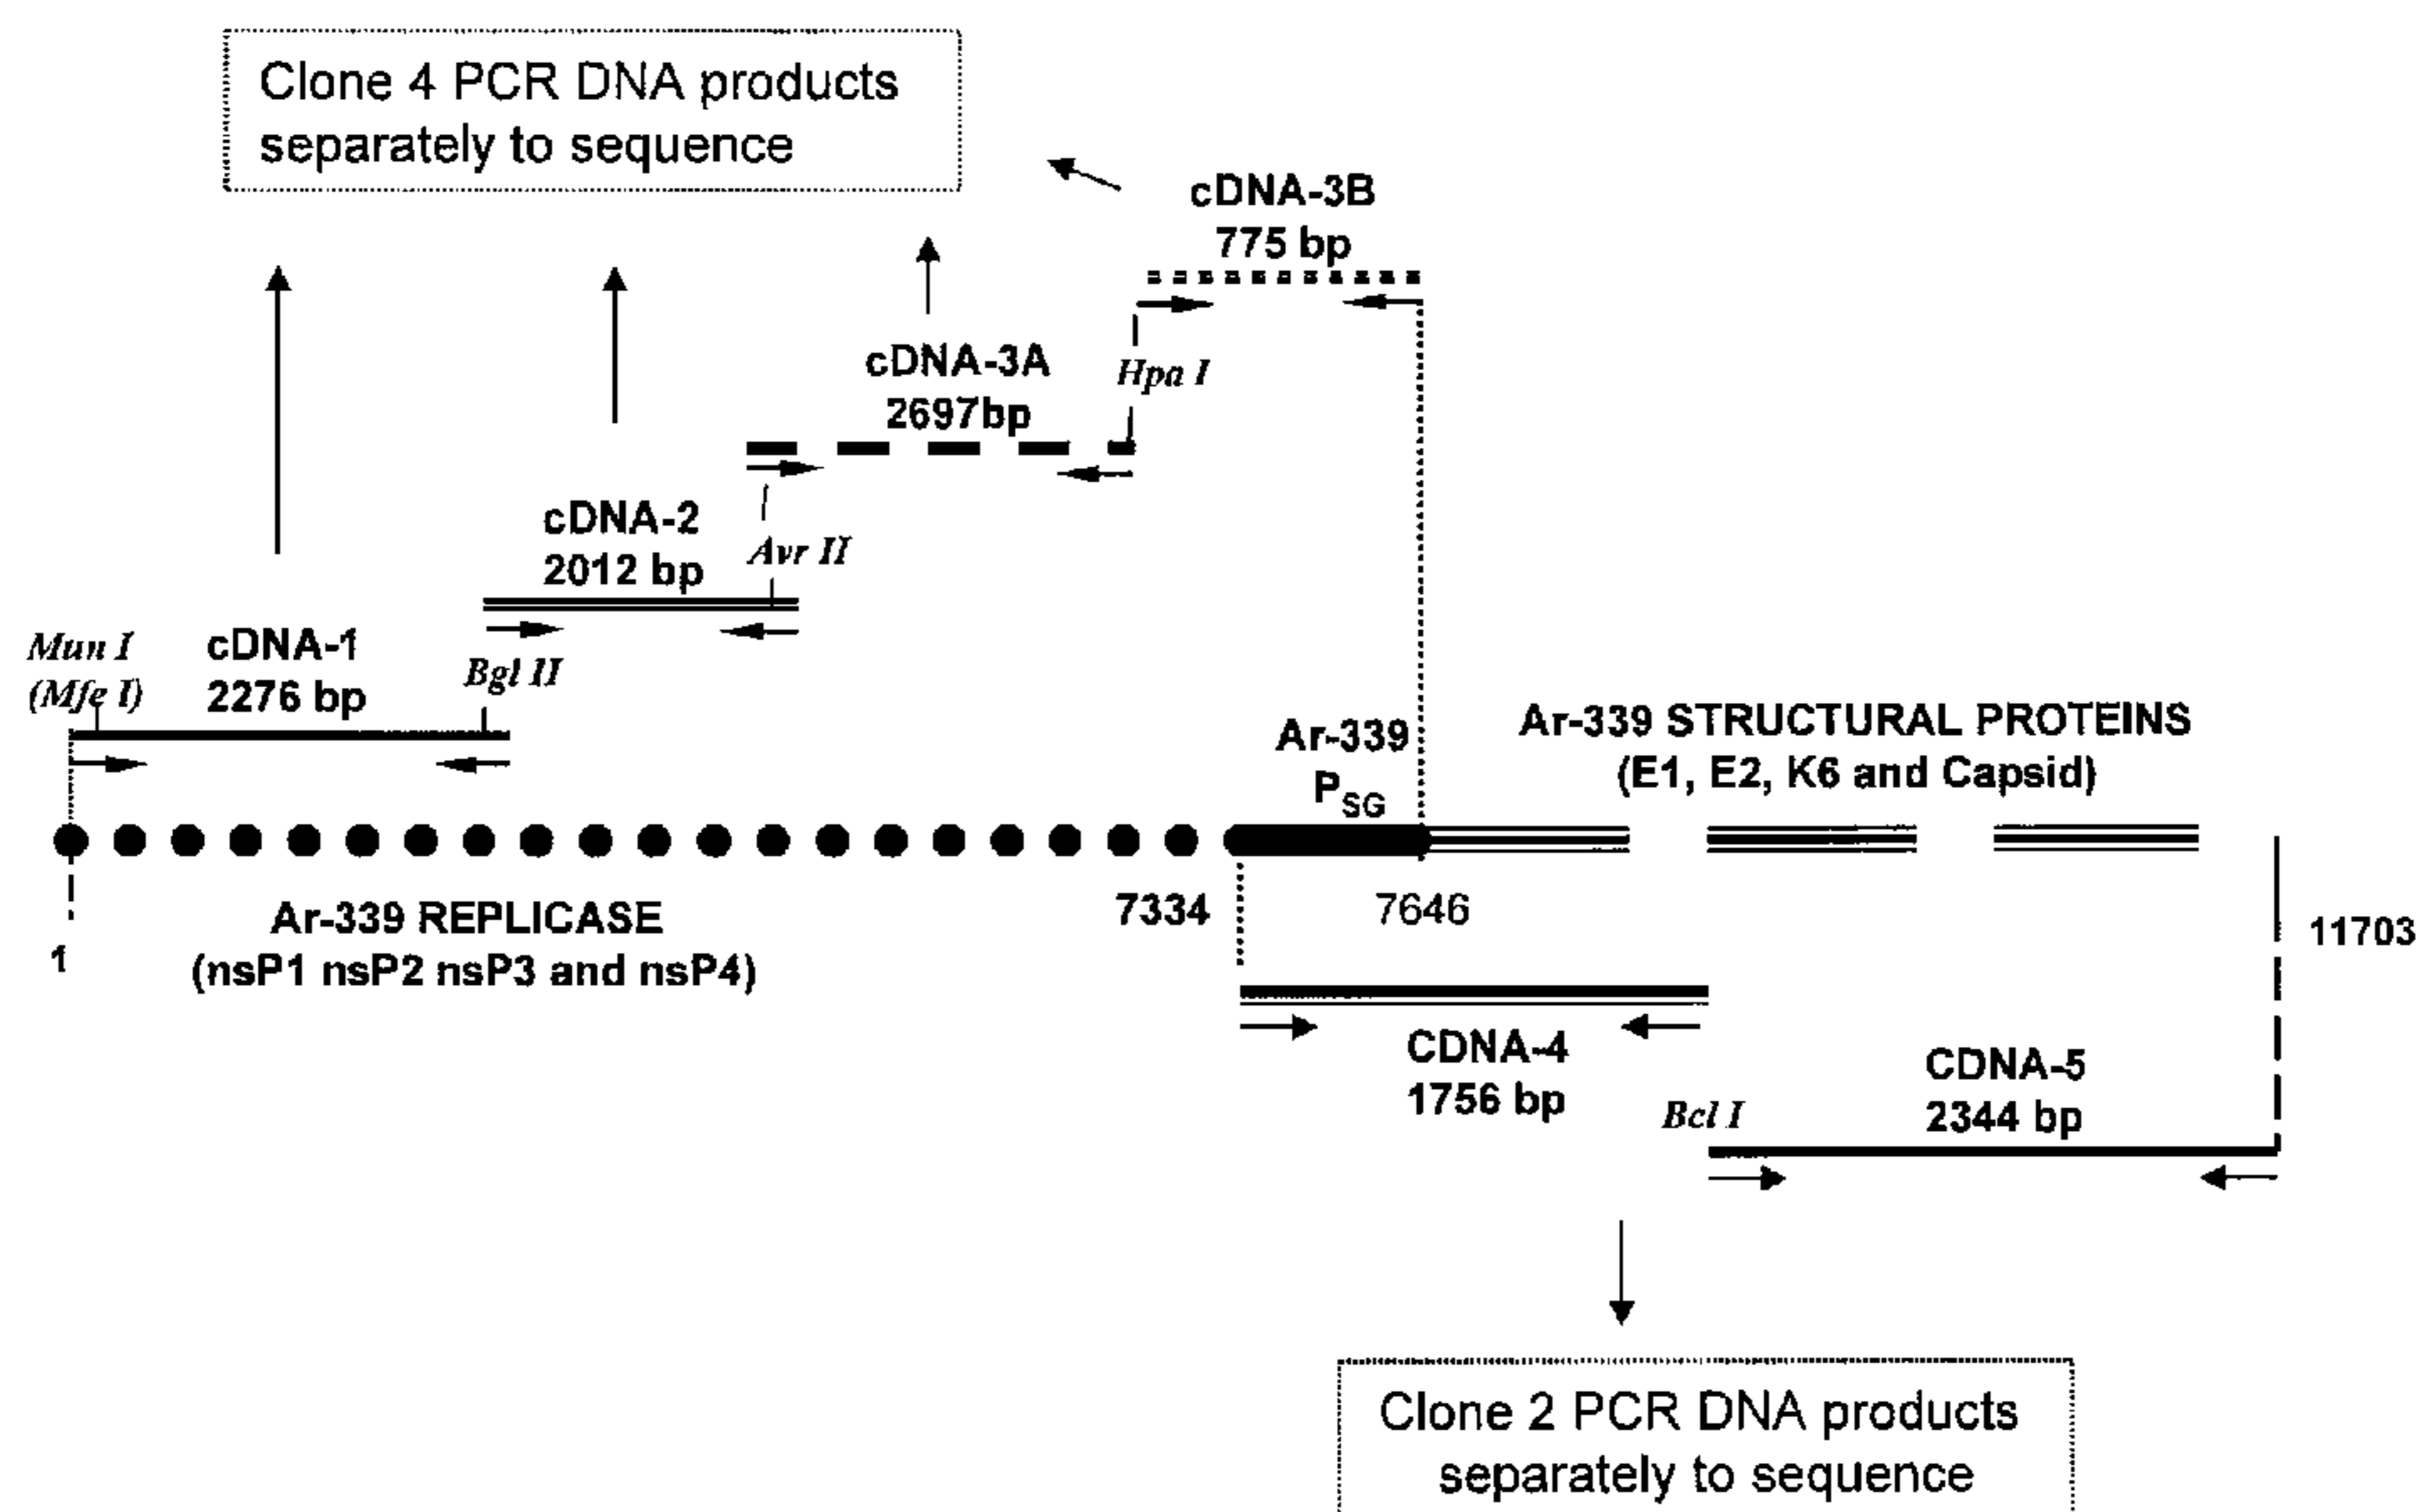 Clone 4 PCR DNA products
separately to sequence
cDNA-3B
775 bp
cDNA-3A
2697bp
Hpa I
cDNA-2
2012 bp
Avr II
Mun I
(Mfe I)
cDNA-1
2276 bp
Bgl II
Ar-339
PSG
Ar-339 STRUCTURAL PROTEINS
(E1, E2, K6 and Capsid)
1
Ar-339 REPLICASE
(nsP1 nsP2 nsP3 and nsP4)
7334
7646
11703
CDNA-4
1756 bp
Bcl I
CDNA-5
2344 bp
Clone 2 PCR DNA products
separately to sequence